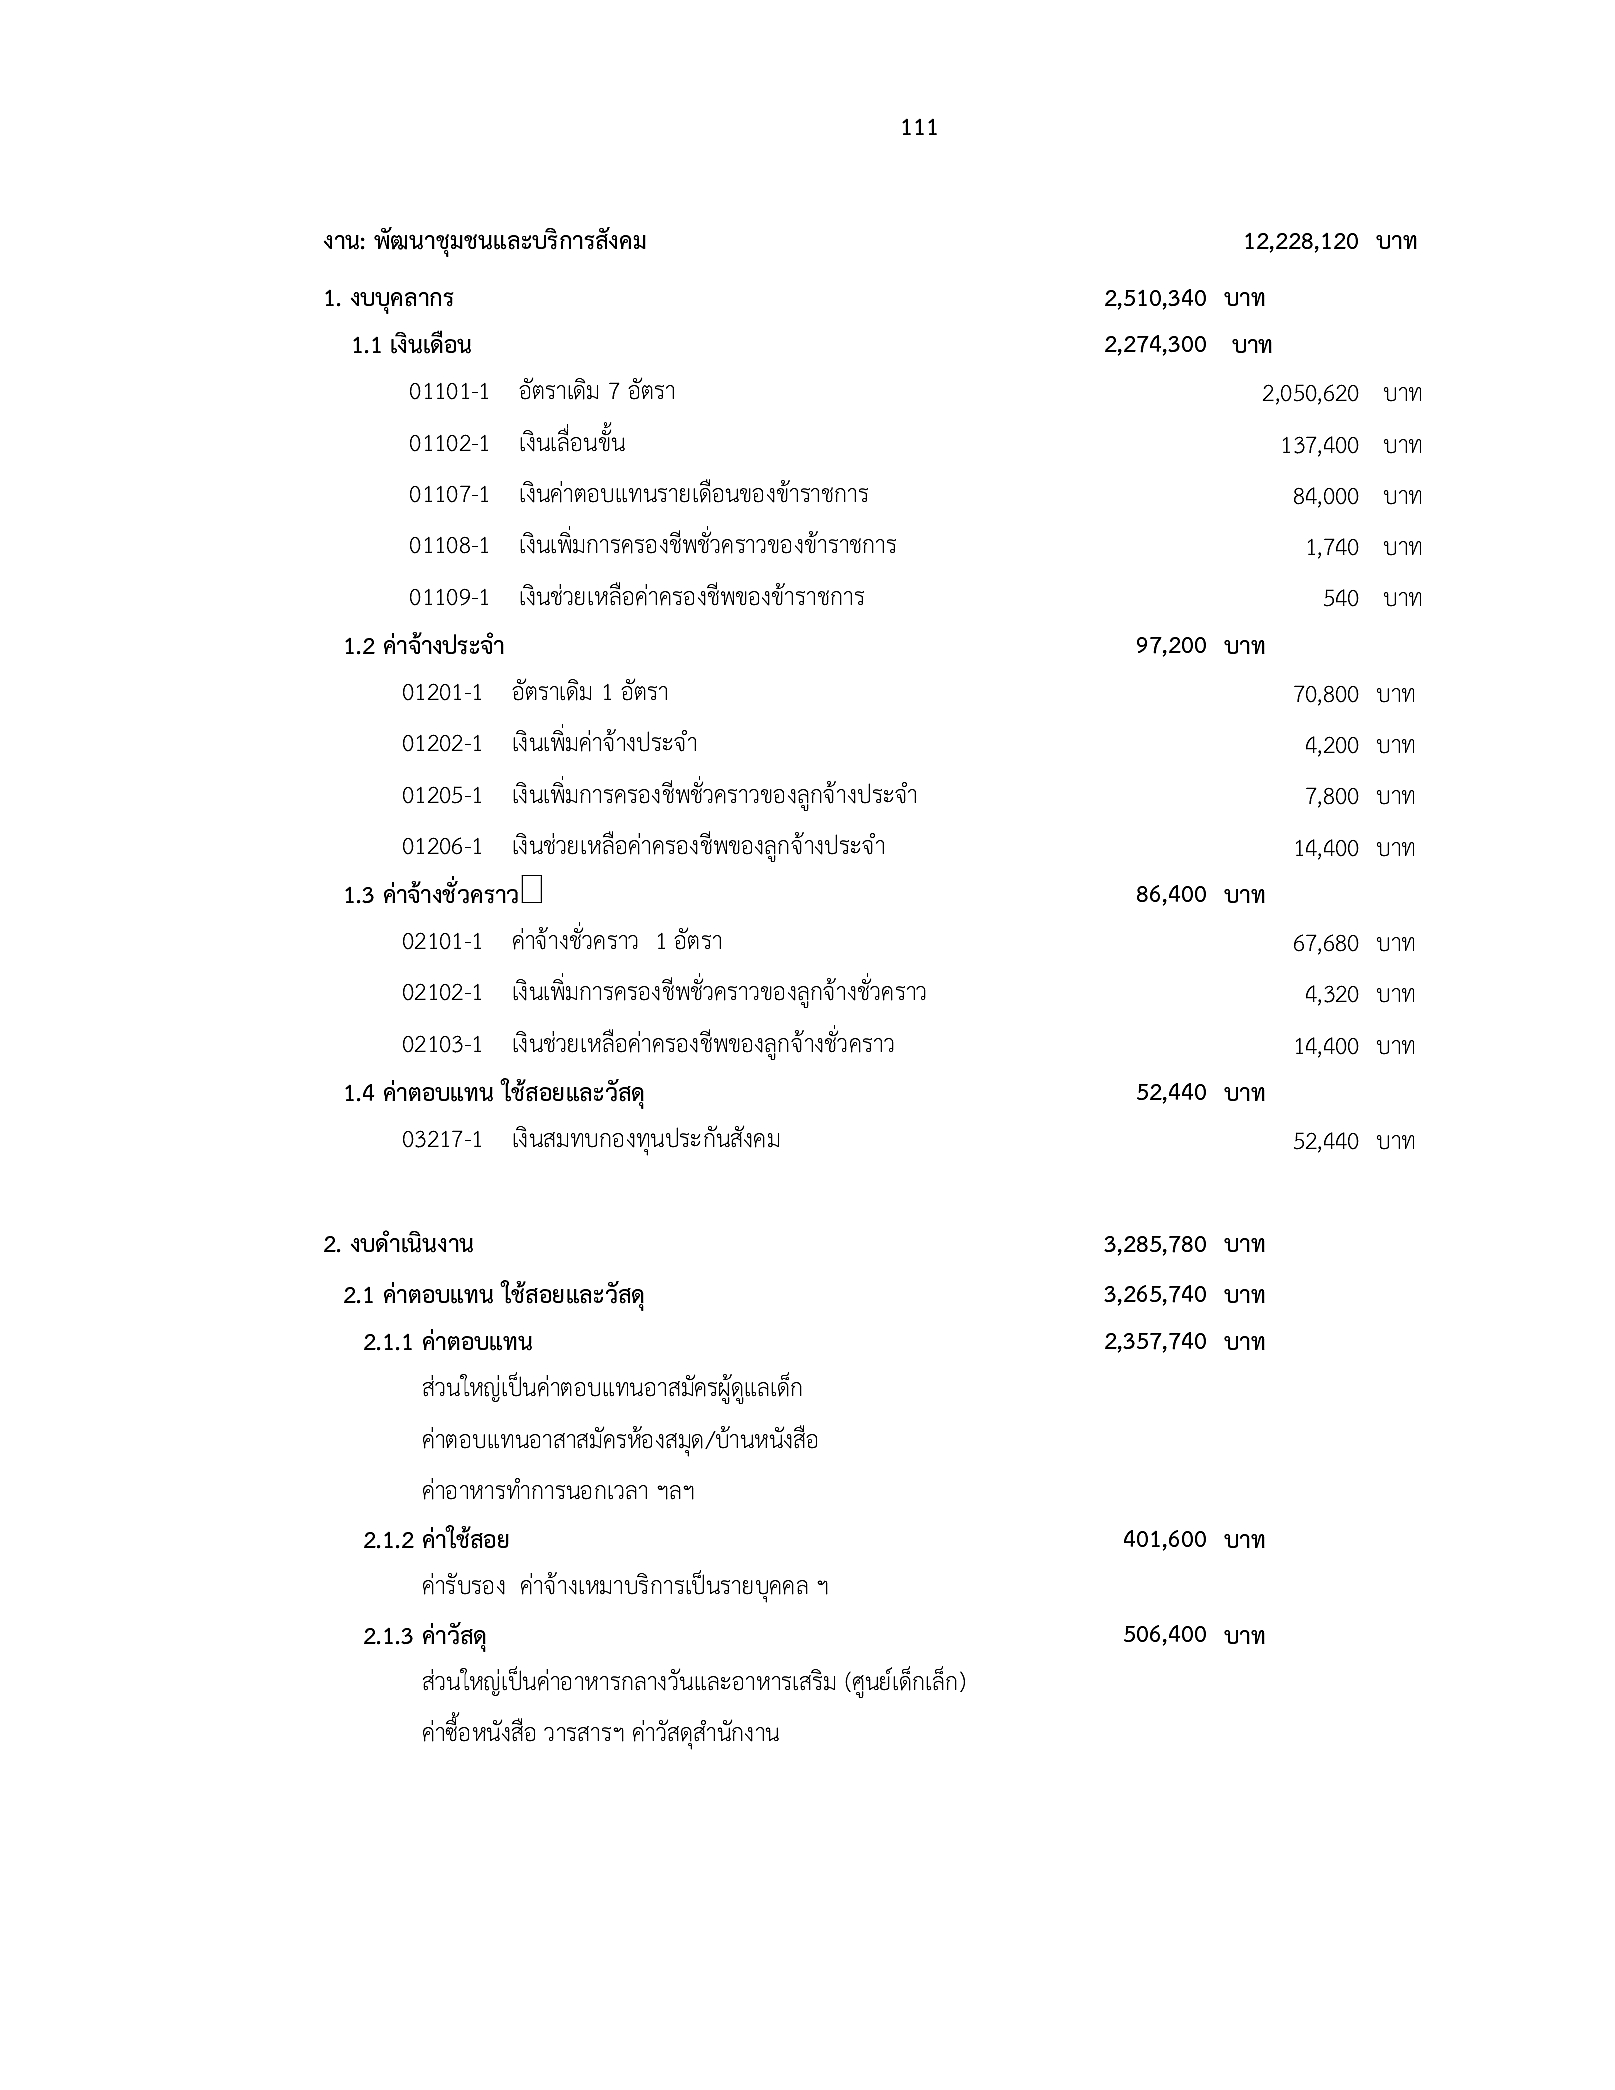 111
งาน: พัฒนาชุมชนและบริการสังคม 12,228,120 บาท
1. งบบุคลากร 2,510,340 บาท
1.1 เงินเดือน 2,274,300 บาท
01101-1 อัตราเดิม 7 อัตรา 2,050,620 บาท
01102-1 เงินเลื่อนขั้น 137,400 บาท
01107-1 เงินค่าตอบแทนรายเดือนของข้าราชการ 84,000 บาท
01108-1 เงินเพิ่มการครองชีพชั่วคราวของข้าราชการ 1,740 บาท
01109-1 เงินช่วยเหลือค่าครองชีพของข้าราชการ 540 บาท
1.2 ค่าจ้างประจำ 97,200 บาท
01201-1 อัตราเดิม 1 อัตรา 70,800 บาท
01202-1 เงินเพิ่มค่าจ้างประจำ 4,200 บาท
01205-1 เงินเพิ่มการครองชีพชั่วคราวของลูกจ้างประจำ 7,800 บาท
01206-1 เงินช่วยเหลือค่าครองชีพของลูกจ้างประจำ 14,400 บาท
1.3 ค่าจ้างชั่วคราว 86,400 บาท
02101-1 ค่าจ้างชั่วคราว 1 อัตรา 67,680 บาท
02102-1 เงินเพิ่มการครองชีพชั่วคราวของลูกจ้างชั่วคราว 4,320 บาท
02103-1 เงินช่วยเหลือค่าครองชีพของลูกจ้างชั่วคราว 14,400 บาท
1.4 ค่าตอบแทน ใช้สอยและวัสดุ 52,440 บาท
03217-1 เงินสมทบกองทุนประกันสังคม 52,440 บาท
2. งบดำเนินงาน 3,285,780 บาท
2.1 ค่าตอบแทน ใช้สอยและวัสดุ 3,265,740 บาท
2.1.1 ค่าตอบแทน 2,357,740 บาท
ส่วนใหญ่เป็นค่าตอบแทนอาสมัครผู้ดูแลเด็ก
ค่าตอบแทนอาสาสมัครห้องสมุด/บ้านหนังสือ
ค่าอาหารทำการนอกเวลา ฯลฯ
2.1.2 ค่าใช้สอย 401,600 บาท
ค่ารับรอง ค่าจ้างเหมาบริการเป็นรายบุคคล ฯ
2.1.3 ค่าวัสดุ 506,400 บาท
ส่วนใหญ่เป็นค่าอาหารกลางวันและอาหารเสริม (ศูนย์เด็กเล็ก)
ค่าซื้อหนังสือ วารสารฯ ค่าวัสดุสำนักงาน